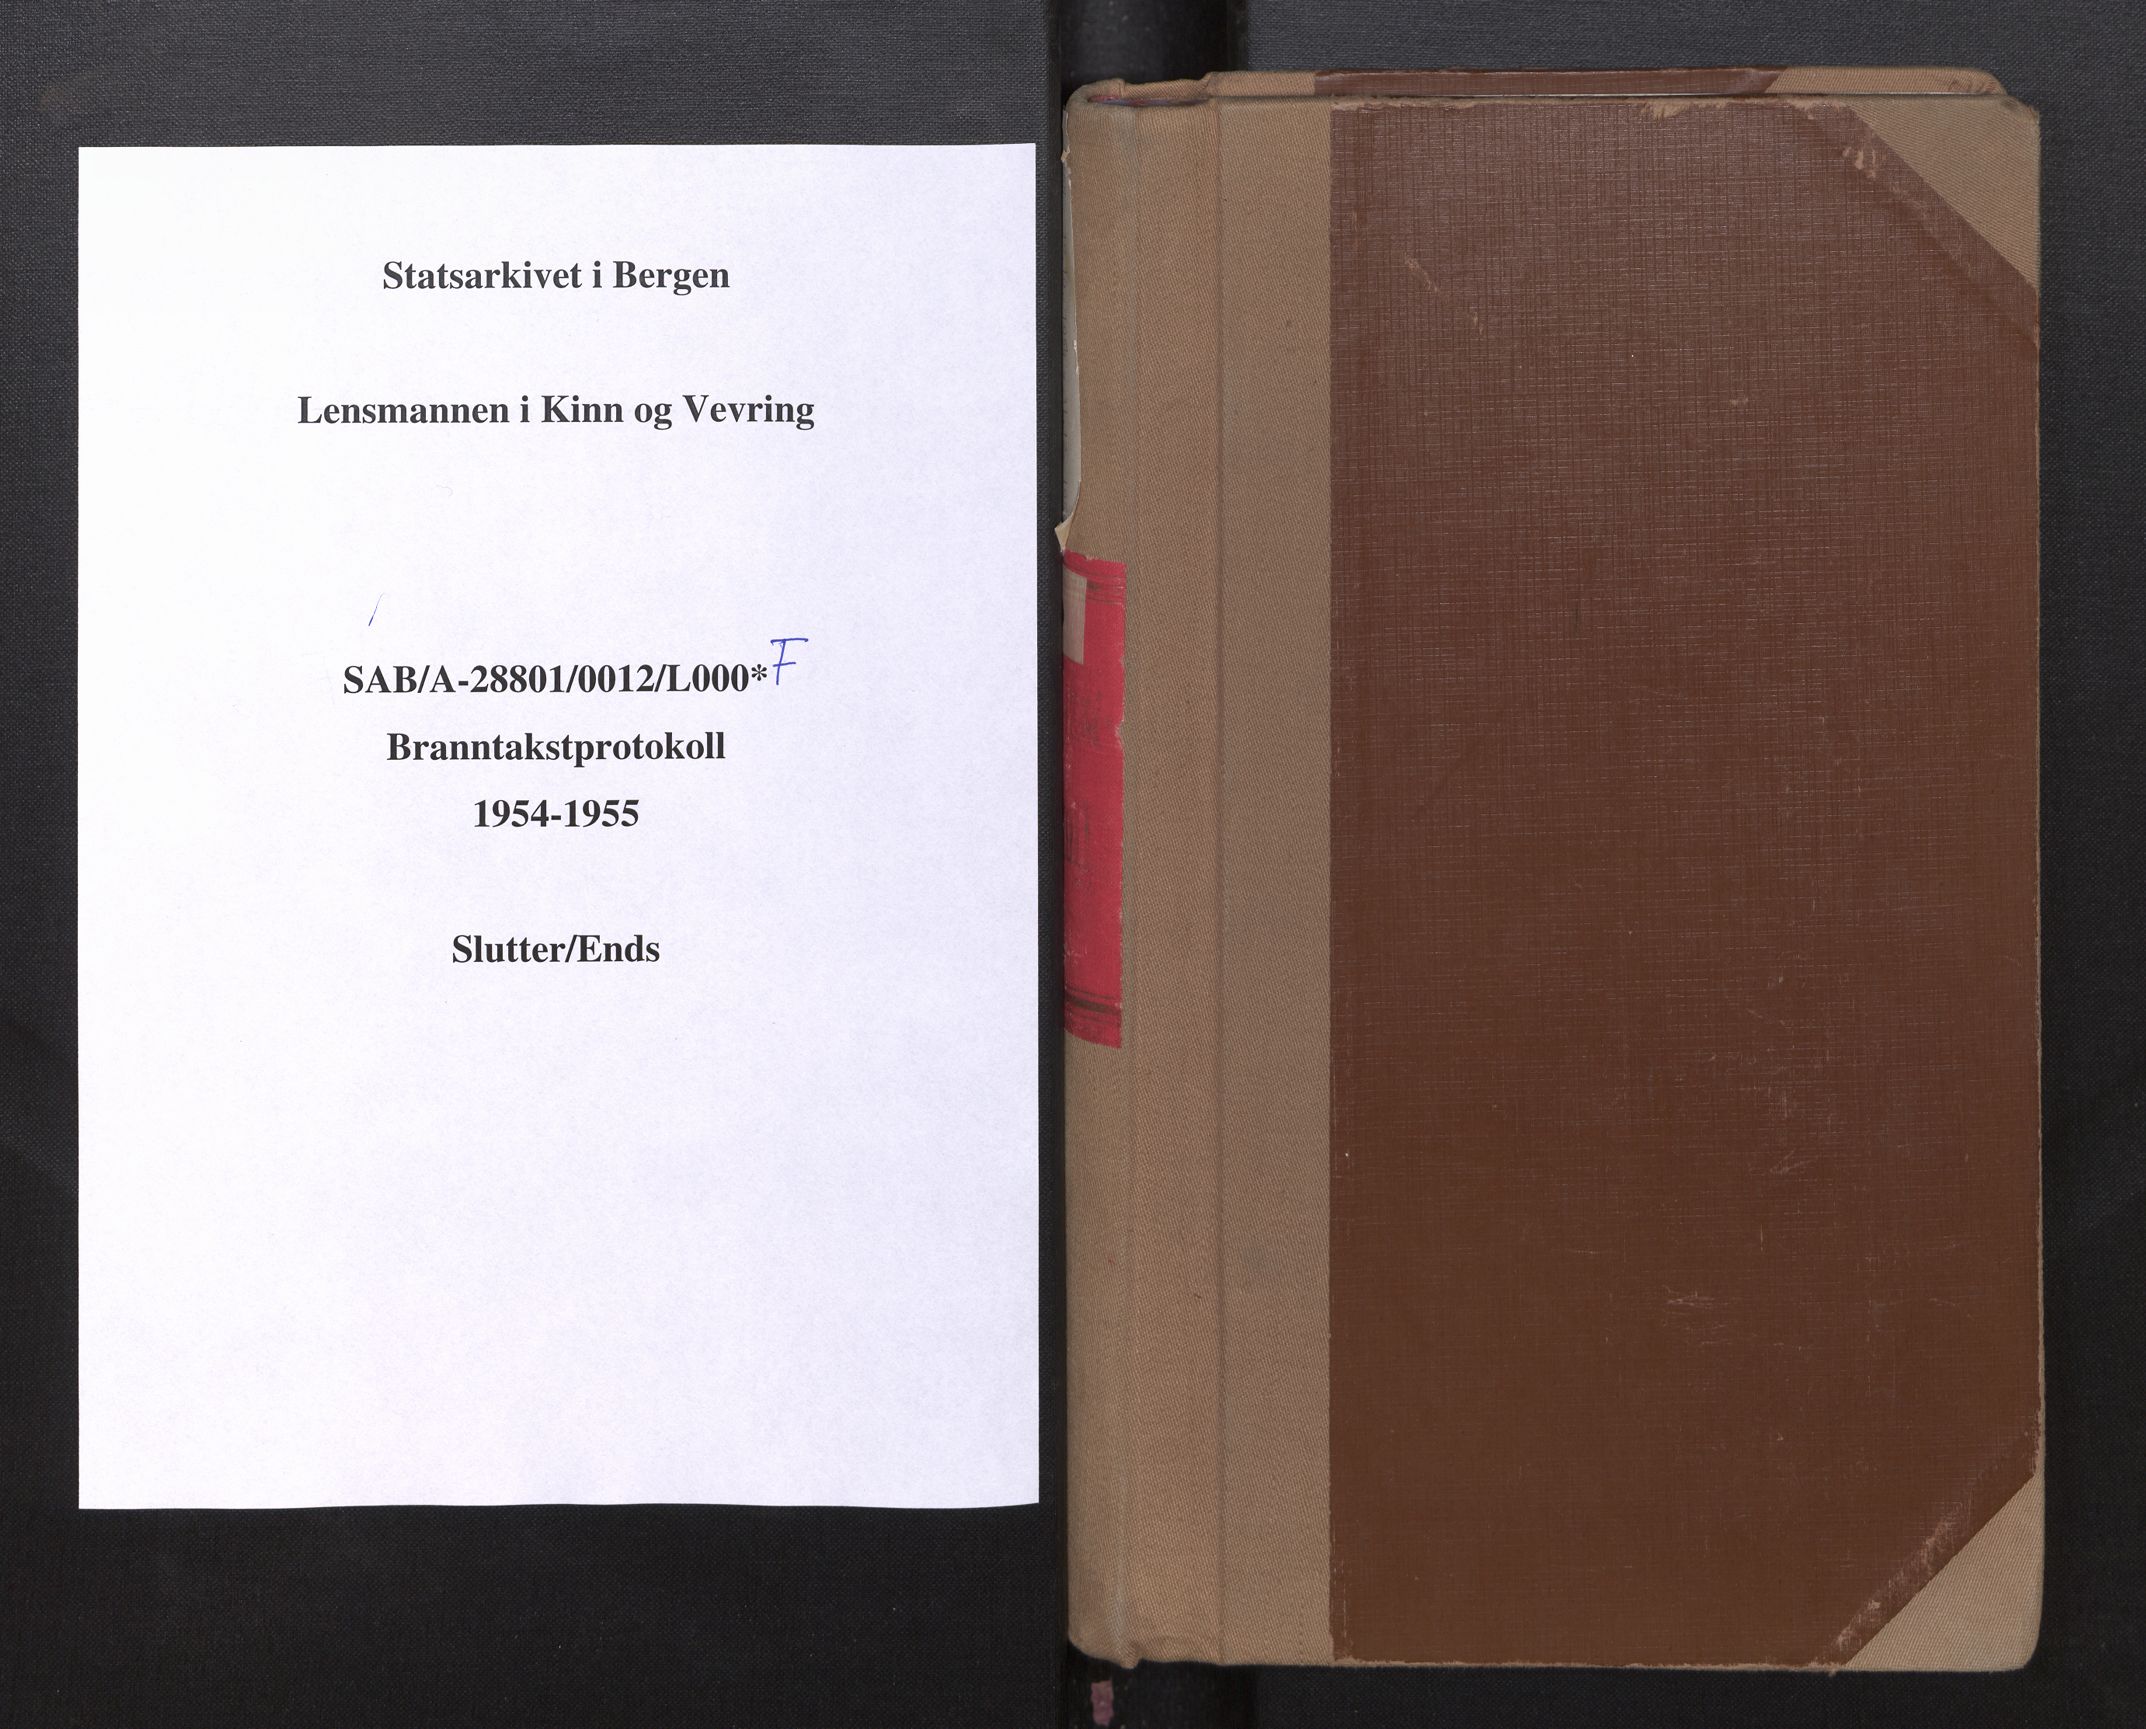 Statsarkivet i Bergen
Lensmannen i Kinn og Vevring
SAB/A-28801/0012/L000*F
Branntakstprotokoll
1954-1955
Slutter/Ends